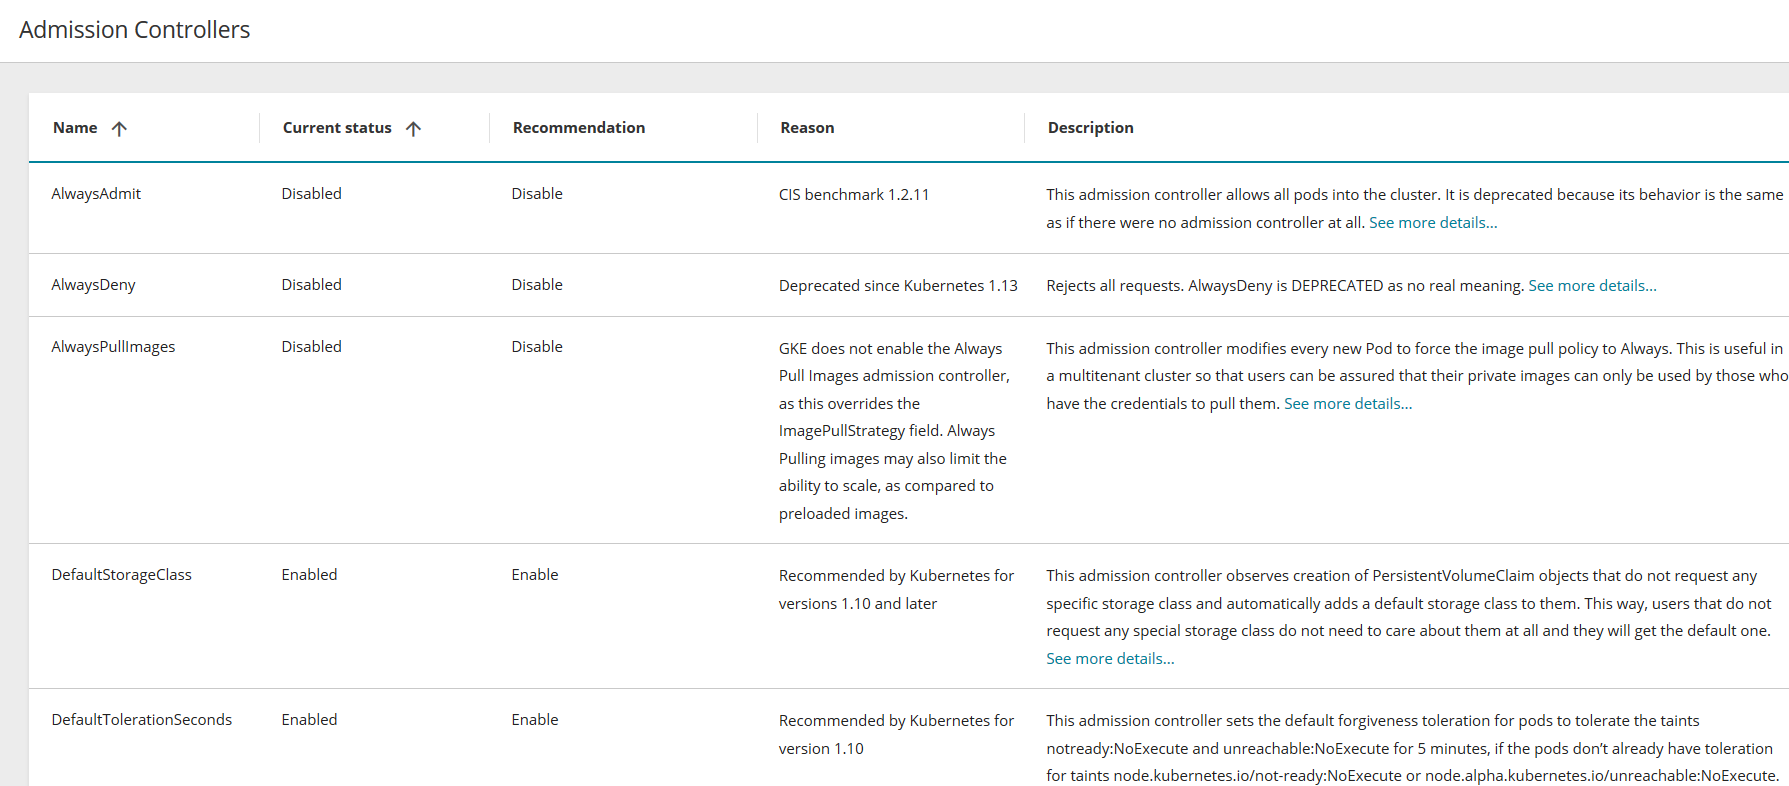 Admission Controllers
Name Current status Recommendation Reason Description
AlwaysAdmit Disabled Disable CIS benchmark 1.2.11 This admission controller allows all pods into the cluster. It is deprecated because its behavior is the same
as if there were no admission controller at all. See more details...
AlwaysDeny Disabled Disable Deprecated since Kubernetes 1.13 Rejects all requests. AlwaysDeny is DEPRECATED as no real meaning. See more details...
AlwaysPullImages Disabled Disable GKE does not enable the Always
Pull Images admission controller,
as this overrides the
ImagePullStrategy field. Always
Pulling images may also limit the
ability to scale, as compared to
preloaded images.
This admission controller modifies every new Pod to force the image pull policy to Always. This is useful in
a multitenant cluster so that users can be assured that their private images can only be used by those who
have the credentials to pull them. See more details...
DefaultStorageClass Enabled Enable Recommended by Kubernetes for
versions 1.10 and later
This admission controller observes creation of PersistentVolumeClaim objects that do not request any
specific storage class and automatically adds a default storage class to them. This way, users that do not
request any special storage class do not need to care about them at all and they will get the default one.
See more details...
DefaultTolerationSeconds Enabled Enable Recommended by Kubernetes for
version 1.10
This admission controller sets the default forgiveness toleration for pods to tolerate the taints
notready:NoExecute and unreachable:NoExecute for 5 minutes, if the pods don’t already have toleration
for taints node.kubernetes.io/not-ready:NoExecute or node.alpha.kubernetes.io/unreachable:NoExecute.